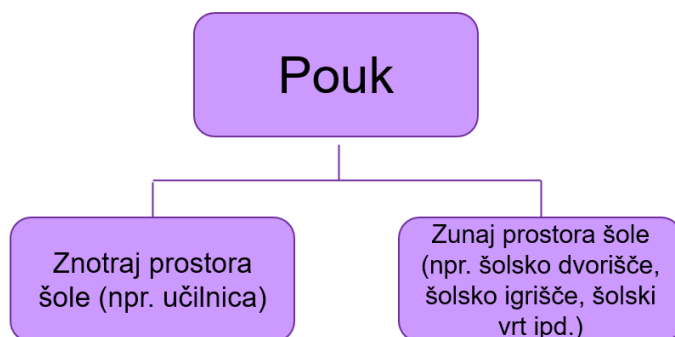 Pouk
Znotraj prostora
šole (npr. učilnica)
Zunaj prostora šole
(npr. šolsko dvorišče,
šolsko igrišče, šolski
vrt ipd.)